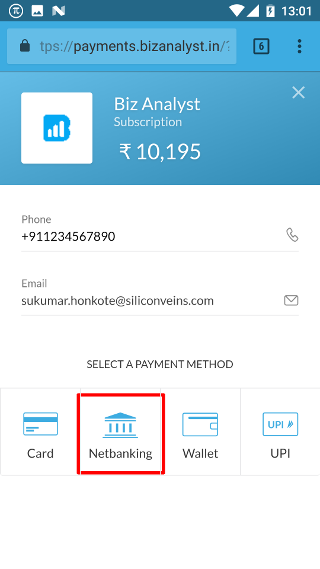 13:01
tps://payments.bizanalyst.in/?
6
Biz Analyst
Subscription
₹ 10,195
Phone
+911234567890
Email
sukumar.honkote@siliconveins.com
SELECT A PAYMENT METHOD
UPI
Card Netbanking Wallet UPI